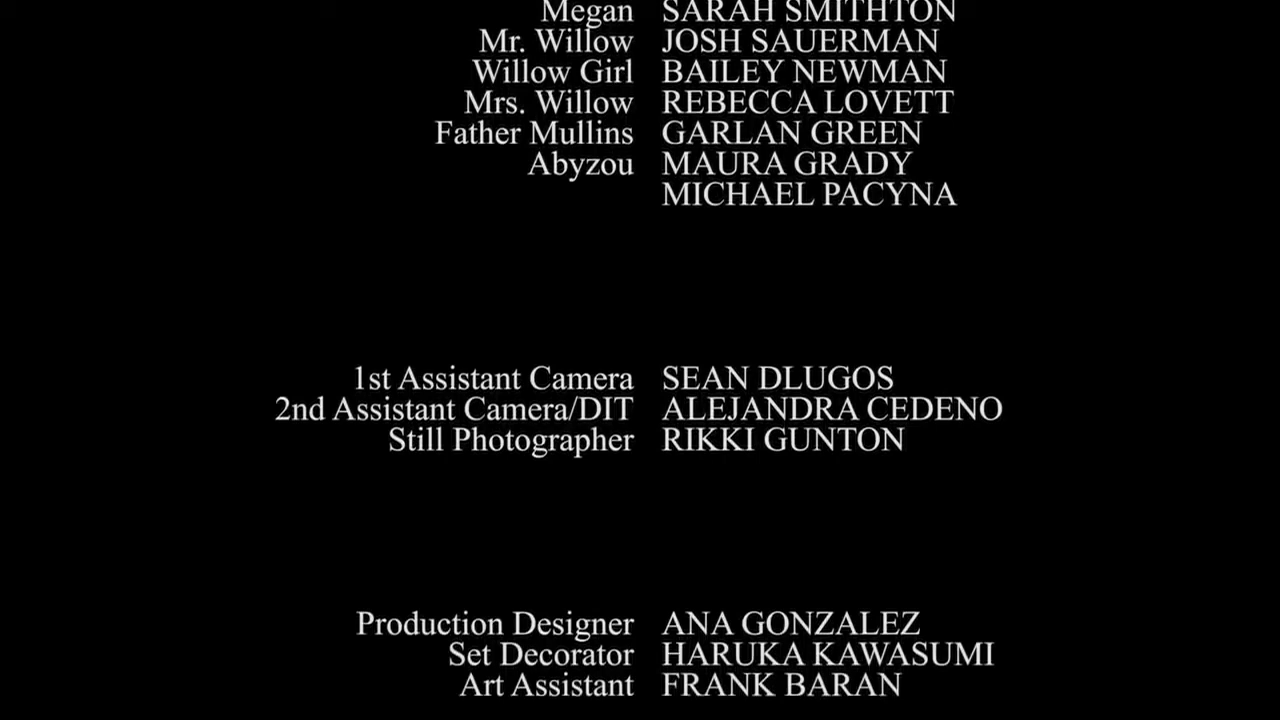 Megan SARAH SMITHTON
Mr. Willow JOSH SAUERMAN
Willow Girl BAILEY NEWMAN
Mrs. Willow REBECCA LOVETT
Father Mullins GARLAN GREEN
Abyzou MAURA GRADY
MICHAEL PACYNA
1st Assistant Camera SEAN DLUGOS
2nd Assistant Camera/DIT ALEJANDRA CEDENO
Still Photographer RIKKI GUNTON
Production Designer ANA GONZALEZ
Set Decorator HARUKA KAWASUMI
Art Assistant FRANK BARAN